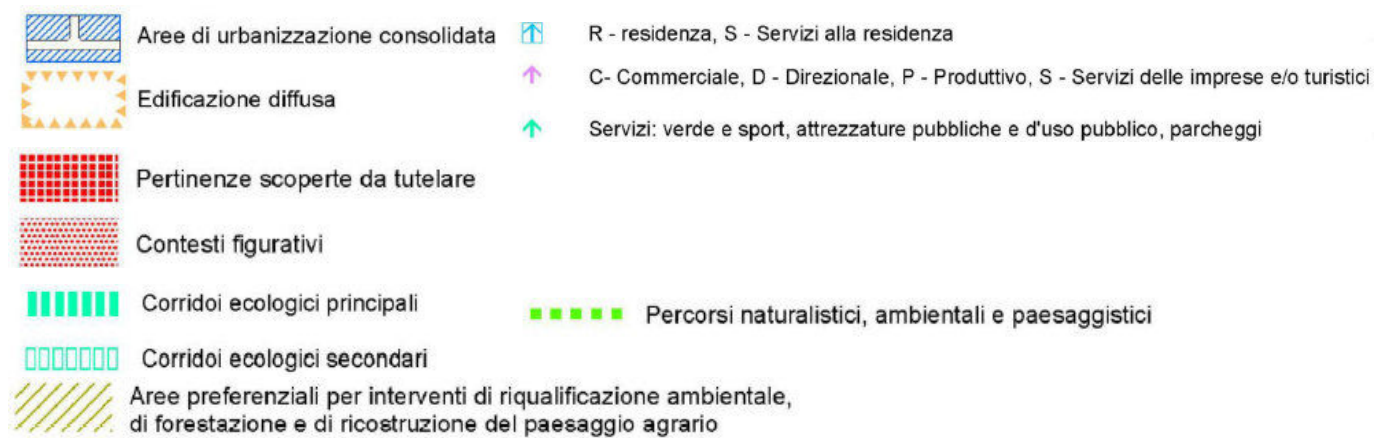 Aree di urbanizzazione consolidata
Edificazione diffusa
Pertinenze scoperte da tutelare
Contesti figurativi
Corridoi ecologici principali
Corridoi ecologici secondari
Aree preferenziali per interventi di riqualificazione ambientale,
di forestazione e di ricostruzione del paesaggio agrario
R - residenza, S - Servizi alla residenza
C- Commerciale, D - Direzionale, P - Produttivo, S - Servizi delle imprese e/o turistici
Servizi: verde e sport, attrezzature pubbliche e d'uso pubblico, parcheggi
Percorsi naturalistici, ambientali e paesaggistici